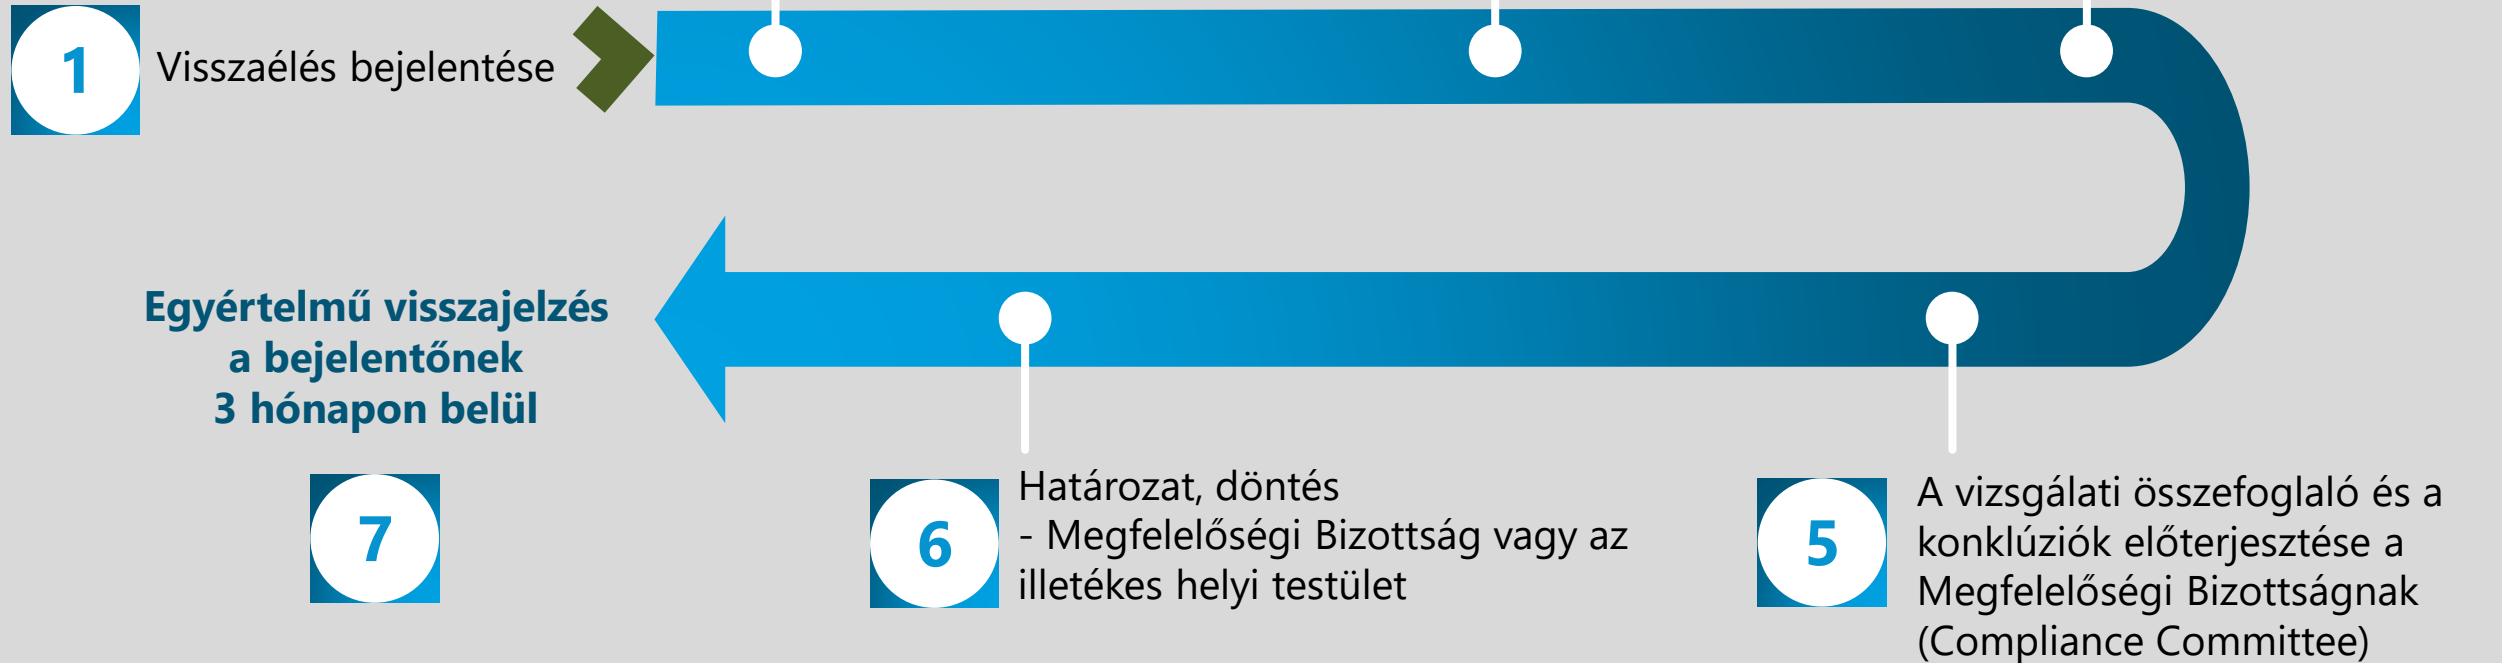 1
Visszaélés bejelentése
Egyértelmű visszajelzés
a bejelentőnek
3 hónapon belül
7
6
Határozat, döntés
- Megfelelőségi Bizottság vagy az
illetékes helyi testület
5
A vizsgálati összefoglaló és a
konklúziók előterjesztése a
Megfelelőségi Bizottságnak
(Compliance Committee)